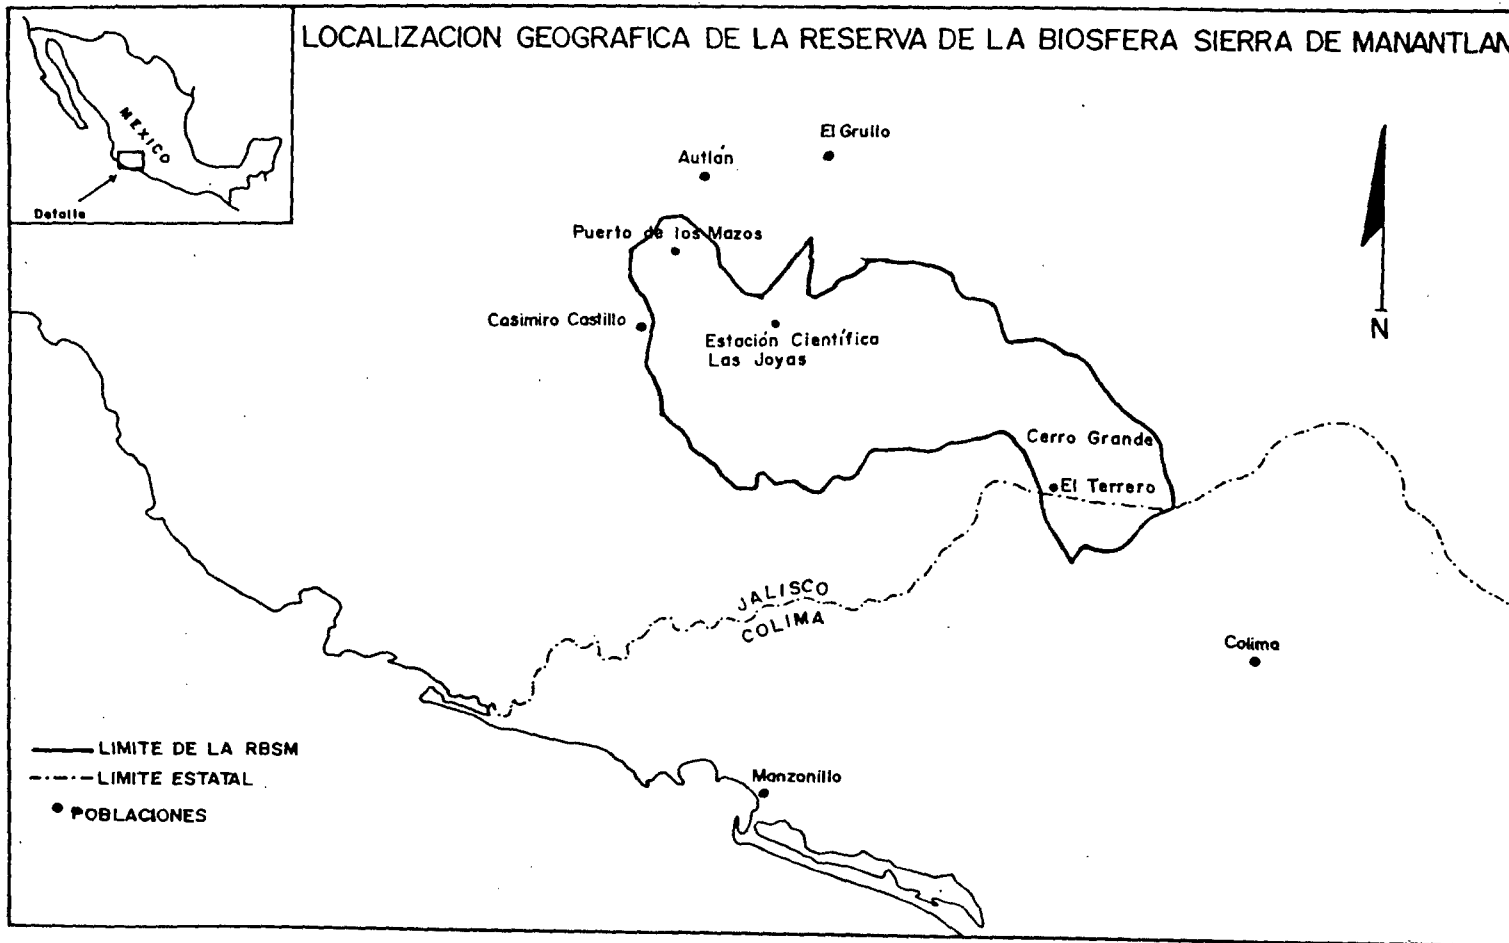 LOCALIZACION GEOGRAFICA DE LA RESERVA DE LA BIOSFERA SIERRA DE MANANTLAN
MEXICO
Detalle
El Grullo
Autlán
Puerto de los Mazos
Casimiro Castillo
Estación Científica
Las Joyas
N
Cerro Grande
El Terrero
JALISCO
COLIMA
Colima
Manzanillo
LIMITE DE LA RBSM
LIMITE ESTATAL
POBLACIONES